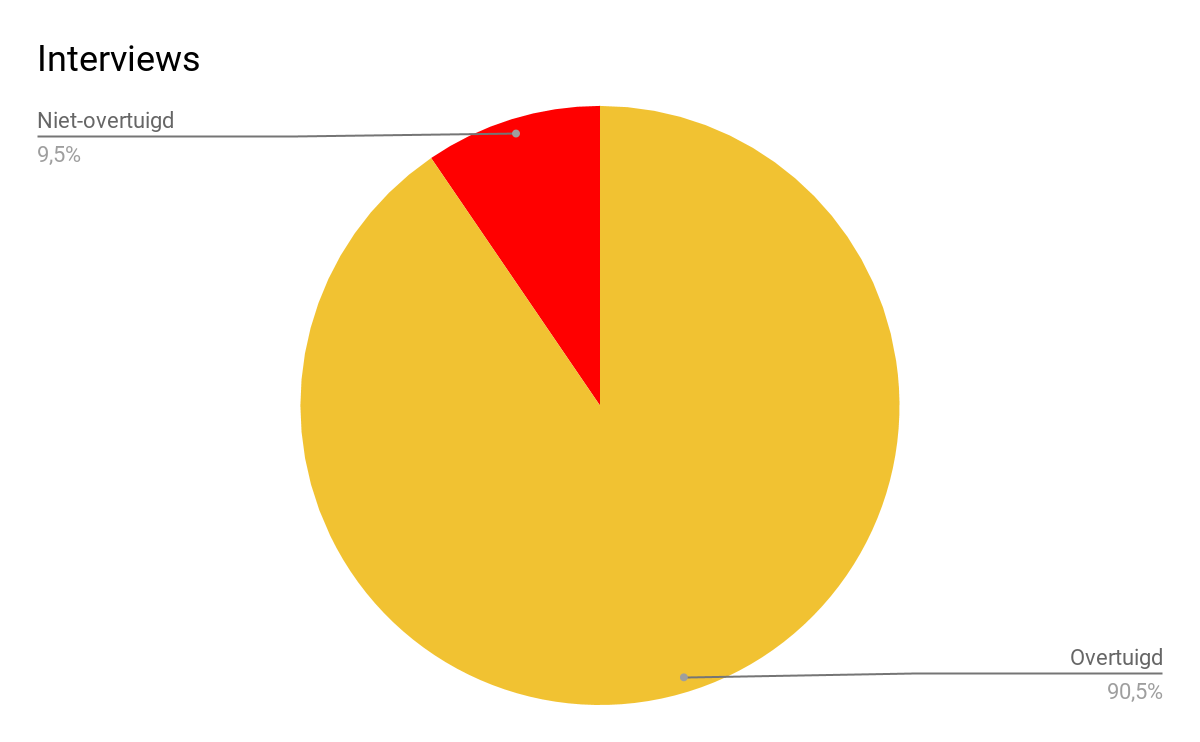 Interviews
Niet-overtuigd
9,5%
Overtuigd
90,5%